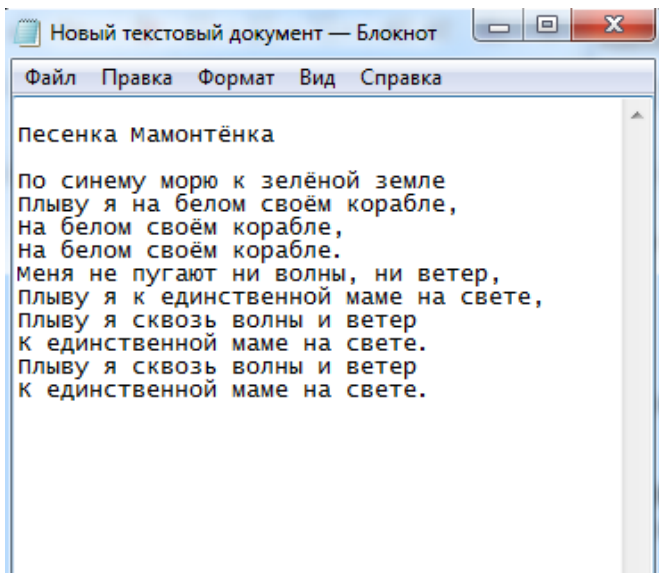 Новый текстовый документ — Блокнот
Файл Правка Формат Вид Справка
Песенка Мамонтёнка
По синему морю к зелёной земле
Плыву я на белом своём корабле,
На белом своём корабле,
На белом своём корабле.
Меня не пугают ни волны, ни ветер,
Плыву я к единственной маме на свете,
Плыву я сквозь волны и ветер
К единственной маме на свете.
Плыву я сквозь волны и ветер
К единственной маме на свете.